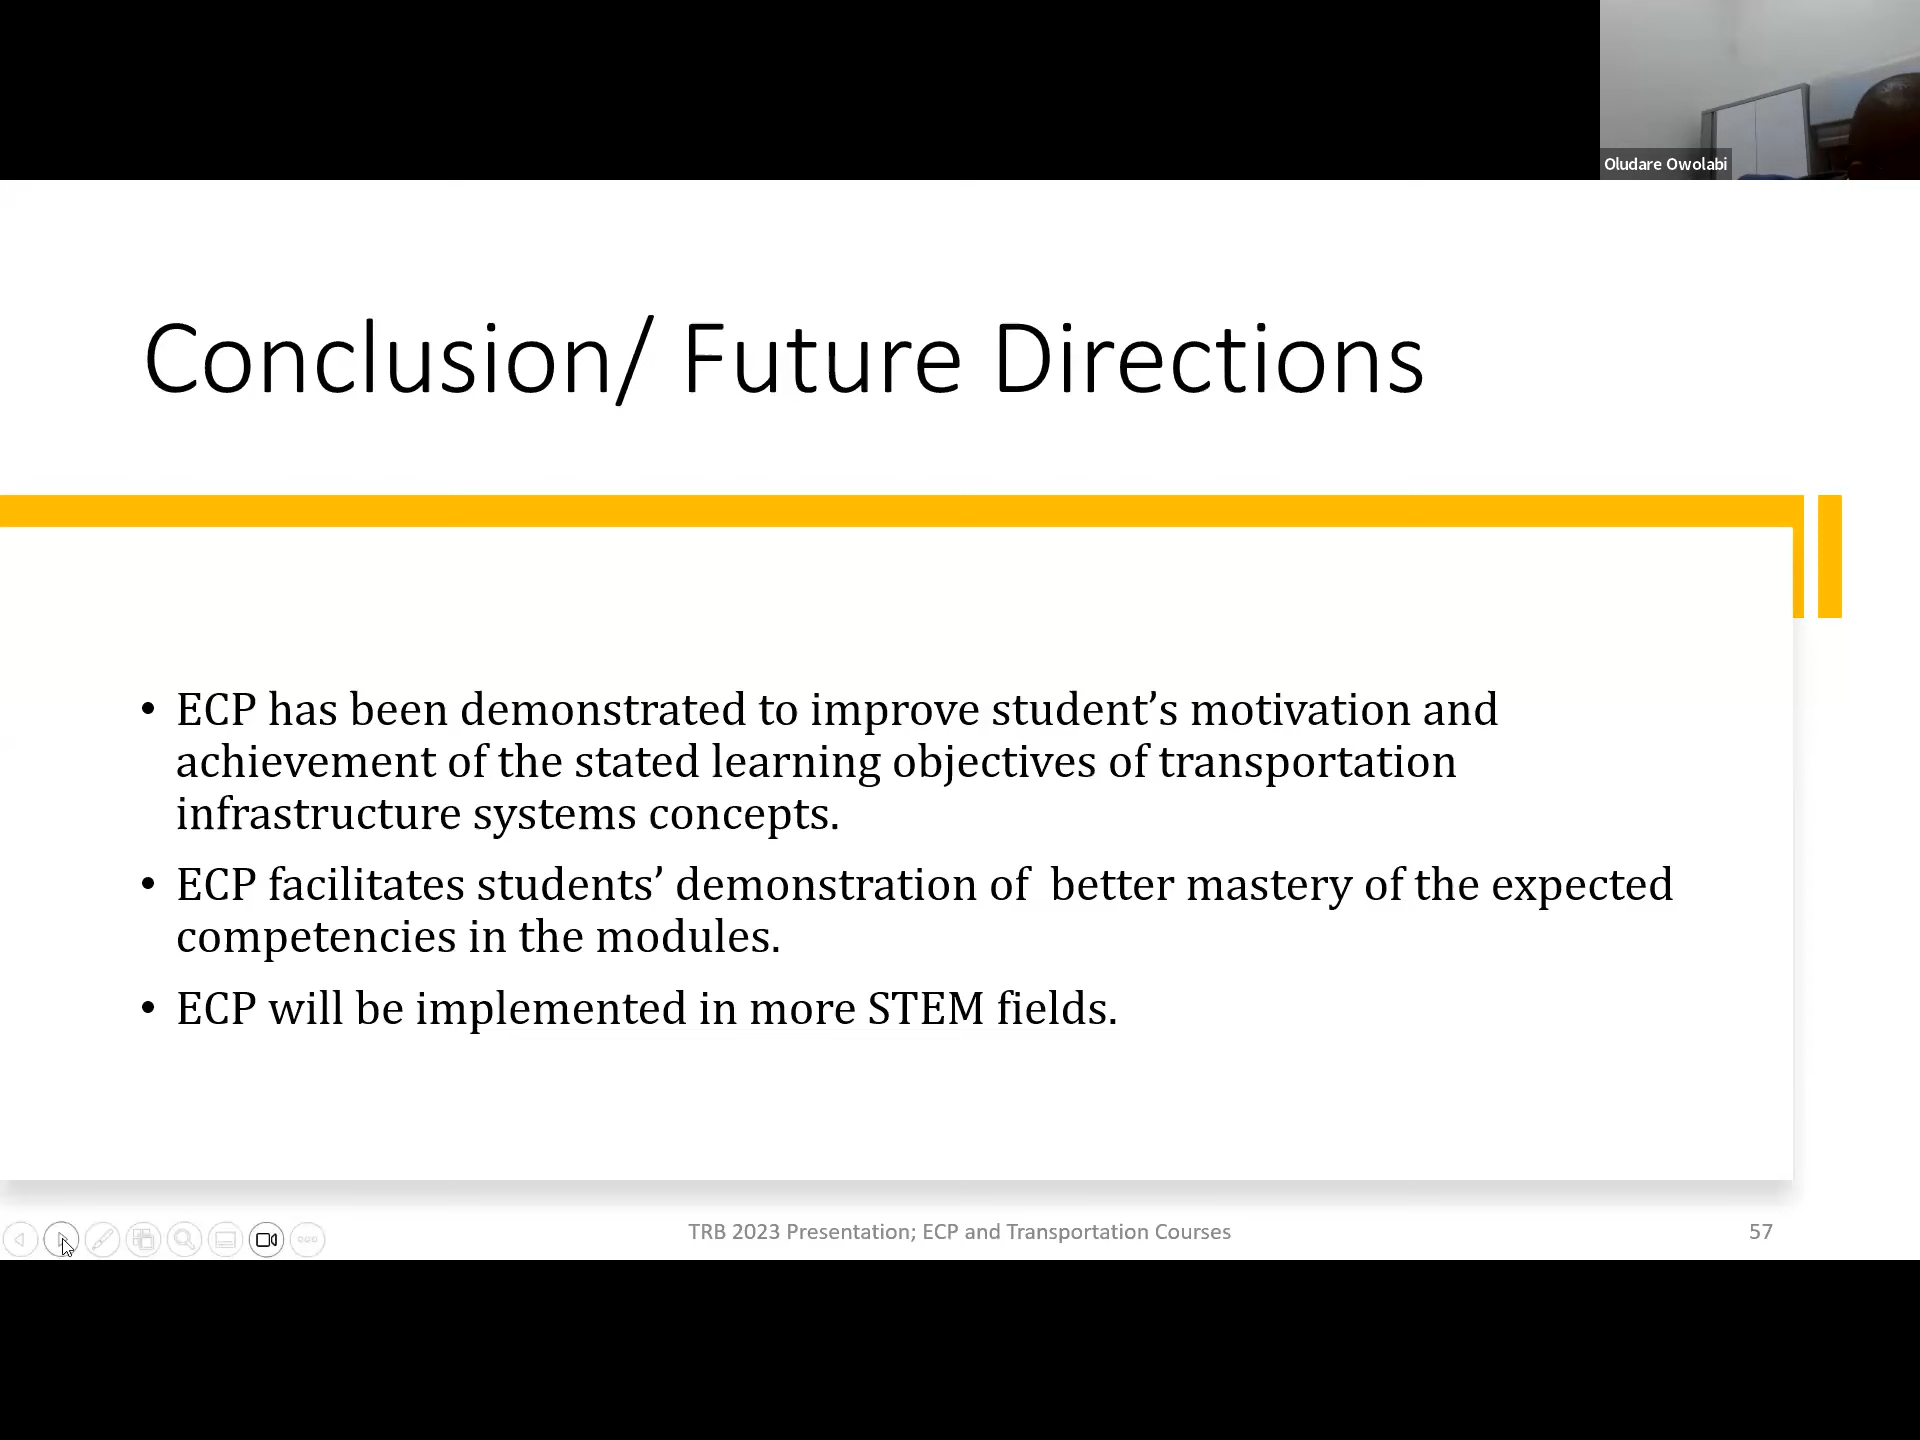 Oludare Owolabi
Conclusion/ Future Directions
• ECP has been demonstrated to improve student’s motivation and
achievement of the stated learning objectives of transportation
infrastructure systems concepts.
• ECP facilitates students’ demonstration of  better mastery of the expected
competencies in the modules.
• ECP will be implemented in more STEM fields.
TRB 2023 Presentation; ECP and Transportation Courses
57